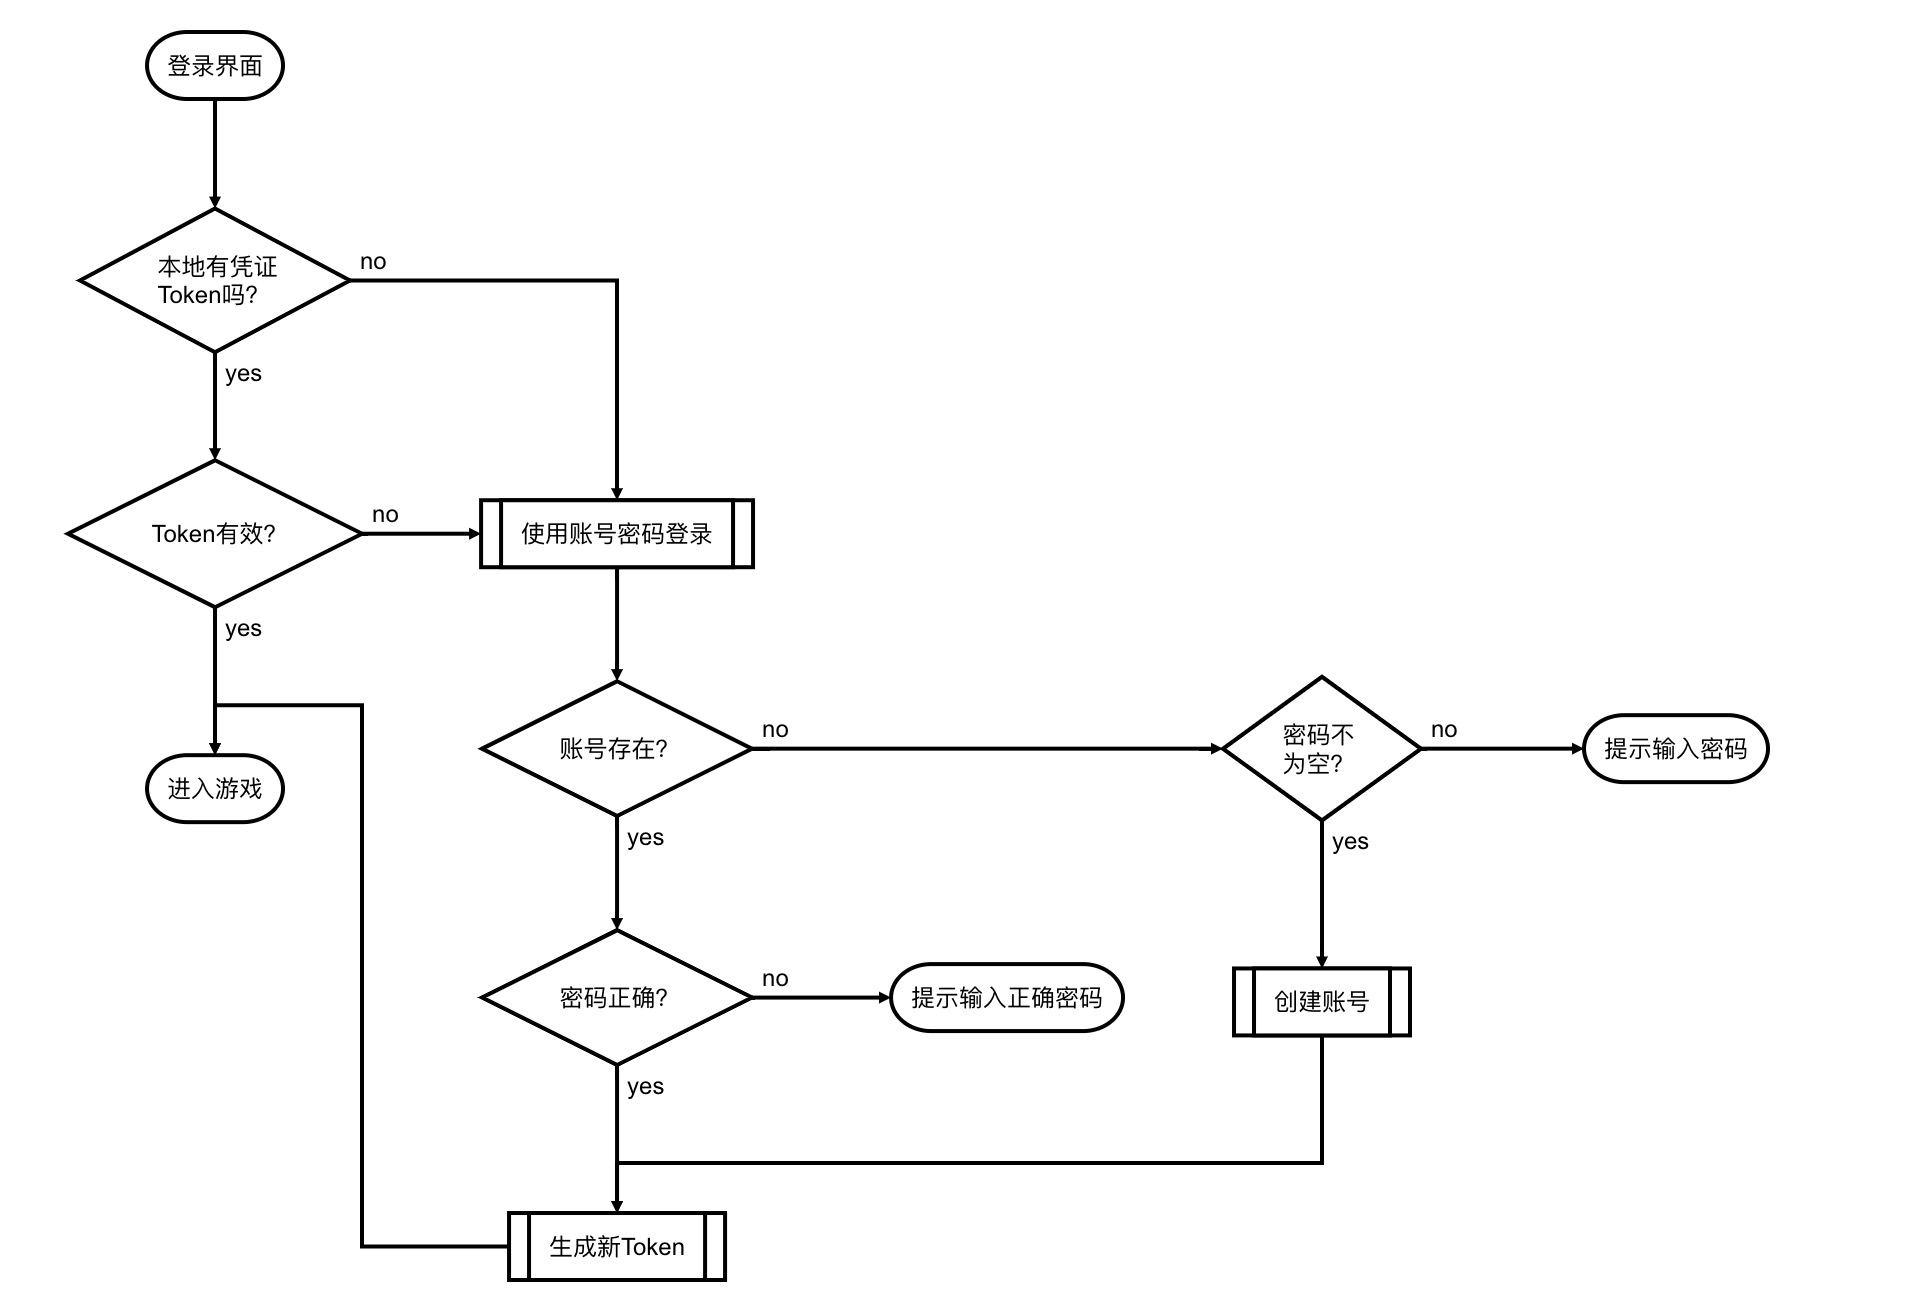 登录界面
本地有凭证
Token吗?
no
yes
Token有效?
no
使用账号密码登录
yes
账号存在?
no
密码不
为空?
no
提示输入密码
进入游戏
yes
yes
密码正确?
no
提示输入正确密码
创建账号
yes
生成新Token